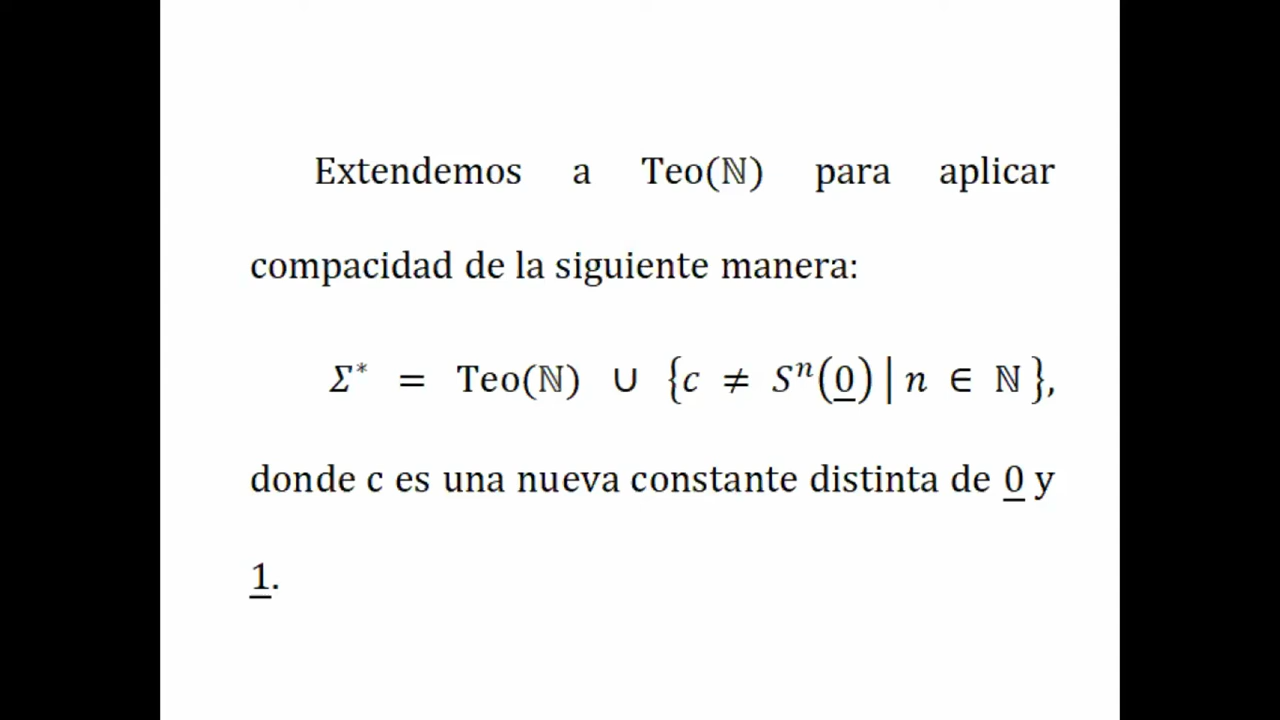 Extendemos a Teo(ℕ) para aplicar
compacidad de la siguiente manera:
Σ* = Teo(ℕ) ∪ {c ≠ Sⁿ(0̲) | n ∈ ℕ},
donde c es una nueva constante distinta de 0̲ y
1̲.